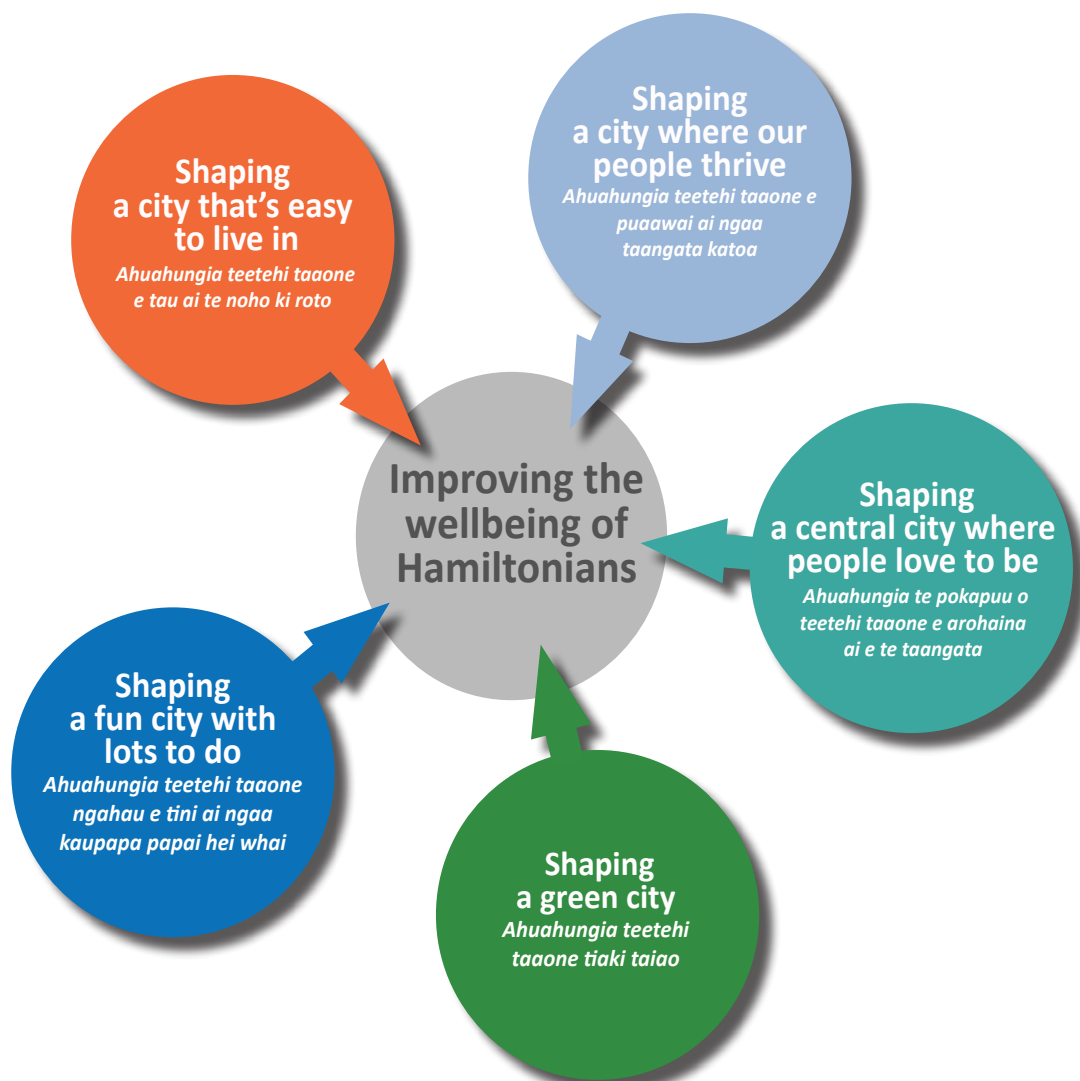 Shaping
a city where our
people thrive
Ahuahungia teetehi taaone e
puaawai ai ngaa
taangata katoa
Shaping
a city that's easy
to live in
Ahuahungia teetehi taaone
e tau ai te noho ki roto
Improving the
wellbeing of
Hamiltonians
Shaping
a central city where
people love to be
Ahuahungia te pokapuu o
teetehi taaone e arohaina
ai e te taangata
Shaping
a fun city with
lots to do
Ahuahungia teetehi taaone
ngahau e tini ai ngaa
kaupapa papai hei whai
Shaping
a green city
Ahuahungia teetehi
taaone tiaki taiao